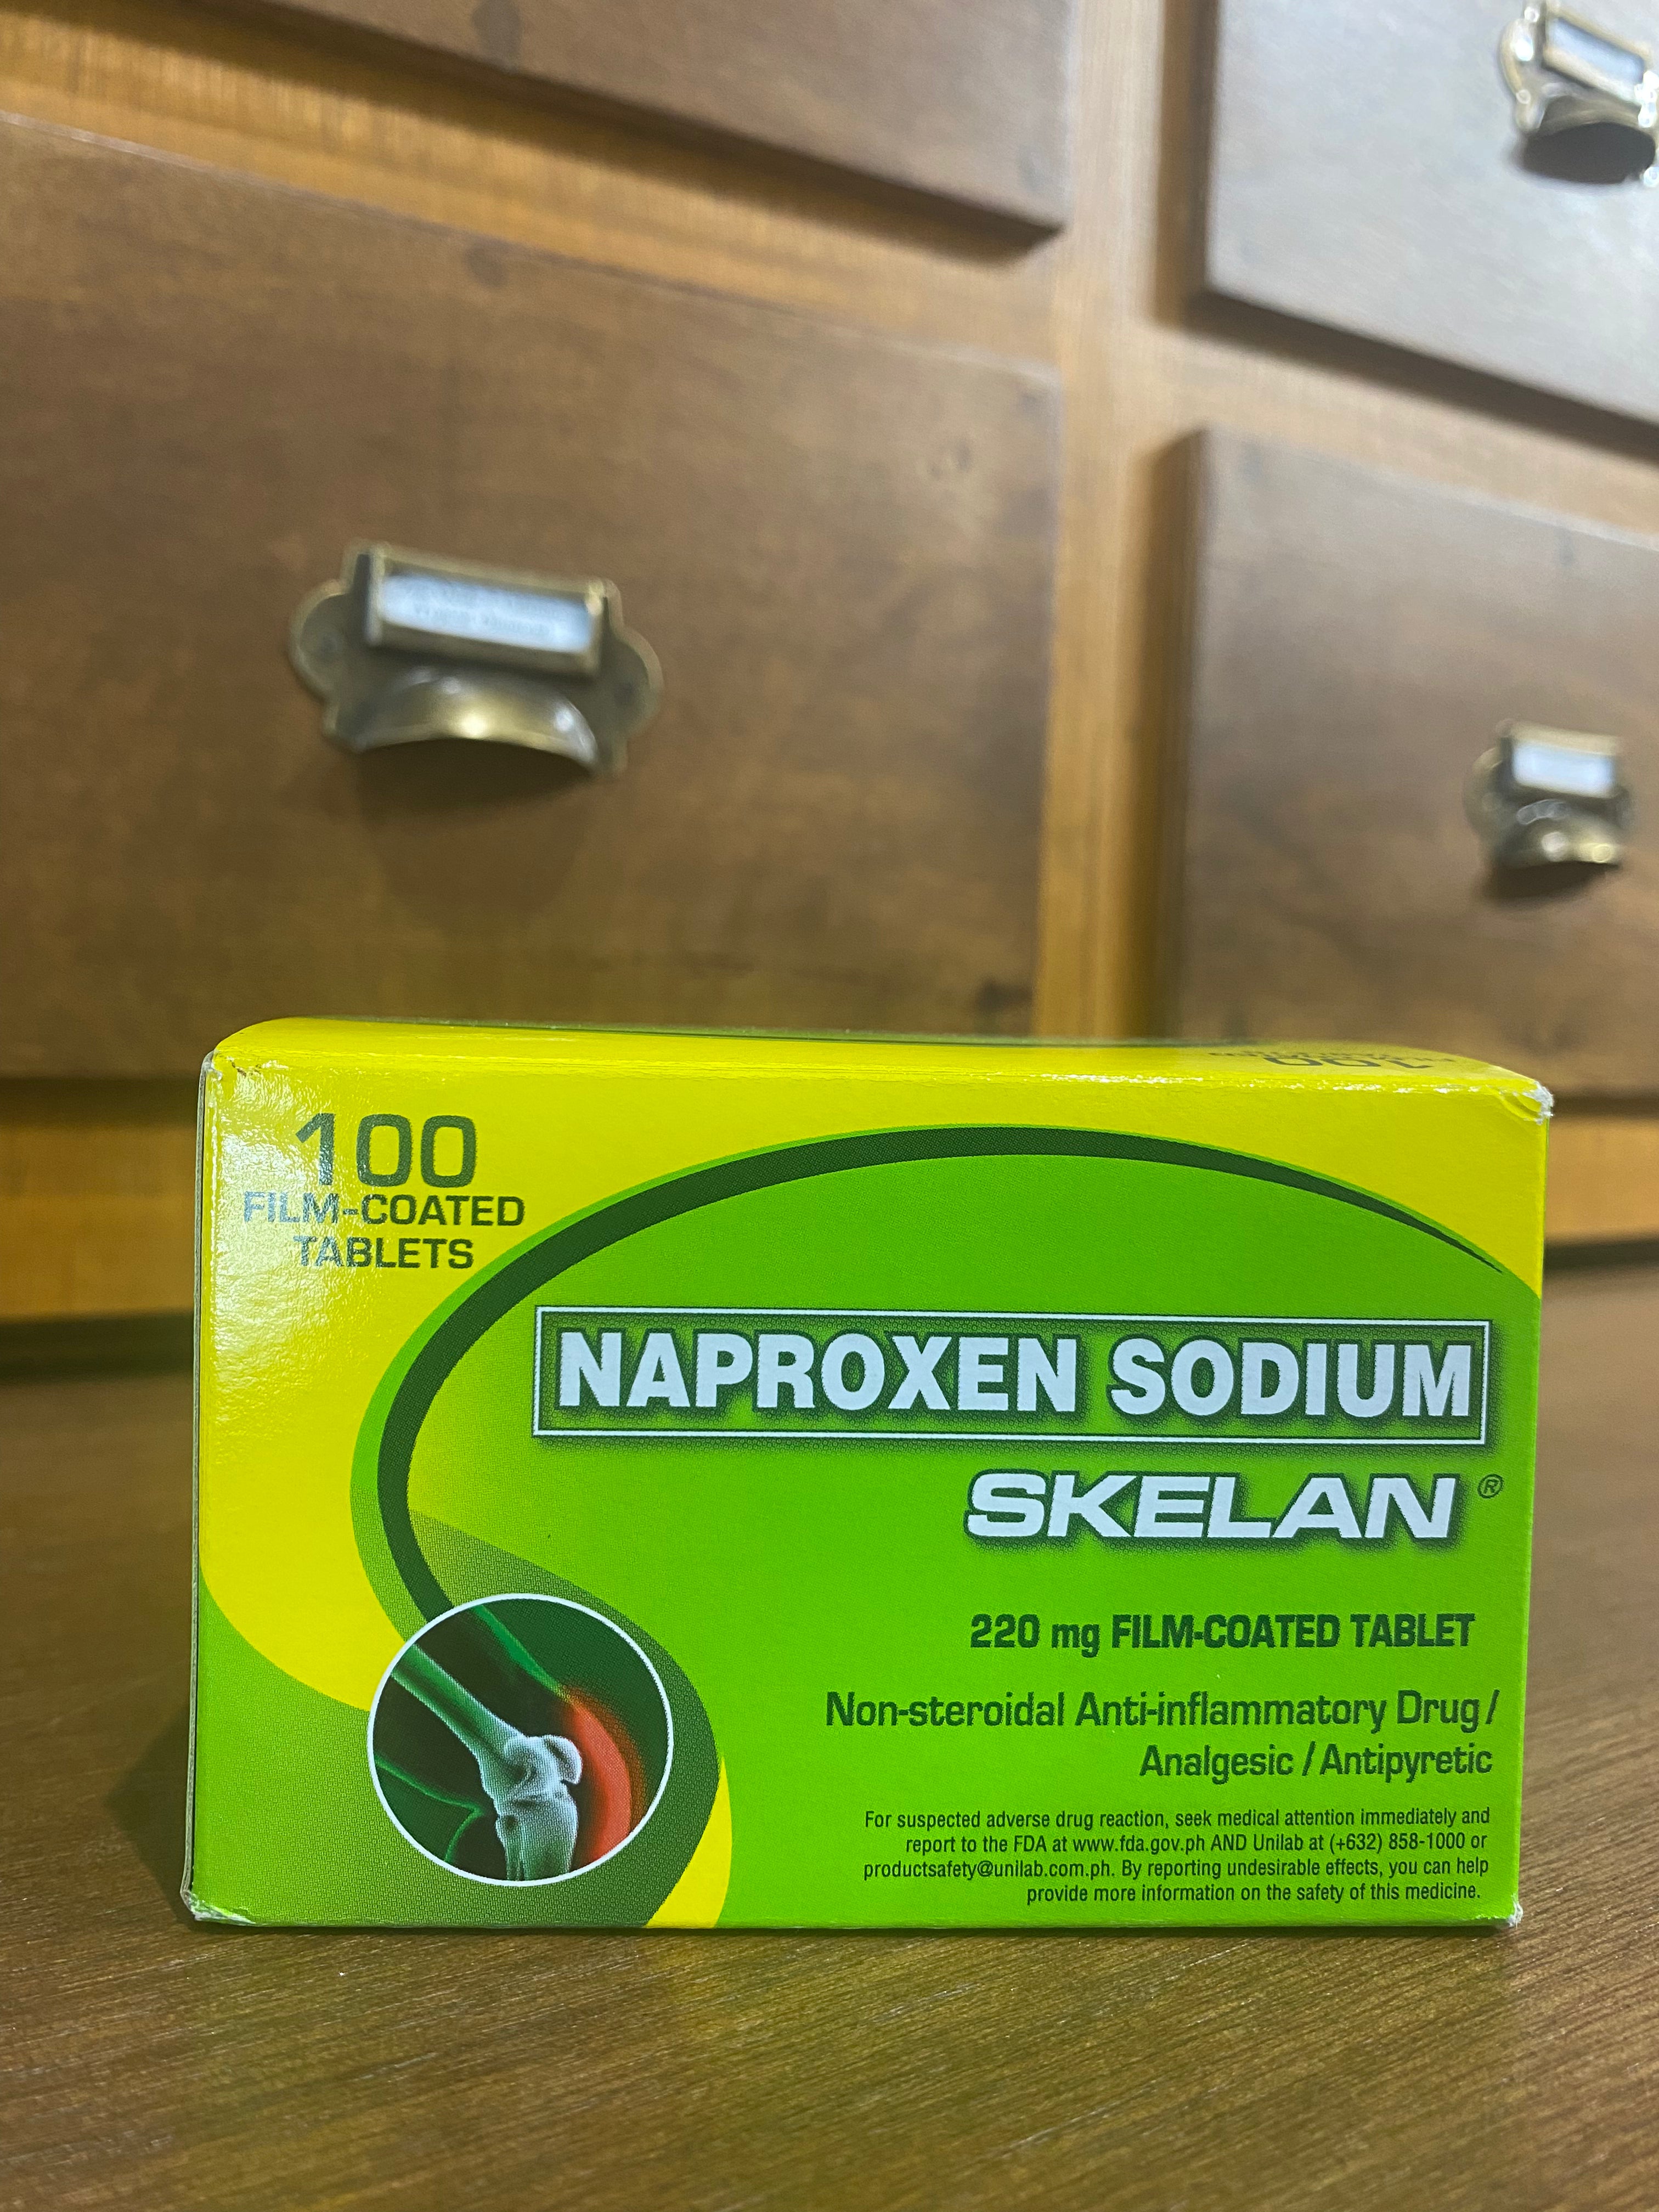 100
FILM-COATED
TABLETS
NAPROXEN SODIUM
SKELAN®
220 mg FILM-COATED TABLET
Non-steroidal Anti-inflammatory Drug /
Analgesic / Antipyretic
For suspected adverse drug reaction, seek medical attention immediately and
report to the FDA at www.fda.gov.ph AND Unilab at (+632) 858-1000 or
productsafety@unilab.com.ph. By reporting undesirable effects, you can help
provide more information on the safety of this medicine.